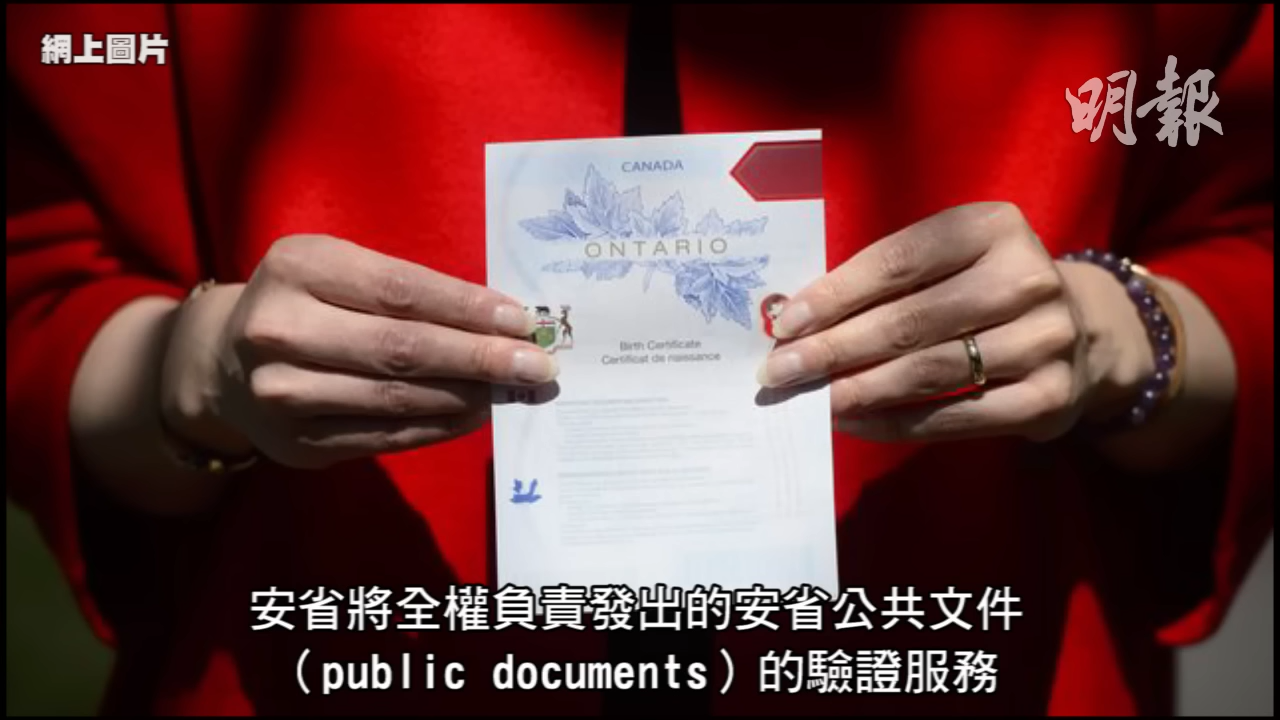 網上圖片
明報
CANADA
ONTARIO
Birth Certificate
Certificat de naissance
安省將全權負責發出的安省公共文件
（public documents）的驗證服務